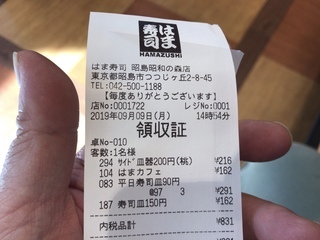 はま
寿司
HAMAZUSHI
はま寿司 昭島昭和の森店
東京都昭島市つつじヶ丘2-8-45
TEL:042-500-1188
【毎度ありがとうございます】
店No:0001722 レジNo:0001
2019年09月09日(月) 14時54分
領収証
卓No-010
客数:1名様
294 ｻｲﾄﾞ皿器200円(桃) ¥216
104 はまカフェ ¥162
083 平日寿司皿90円
@97 3 ¥291
187 寿司皿150円 ¥162
内税品計 ¥831